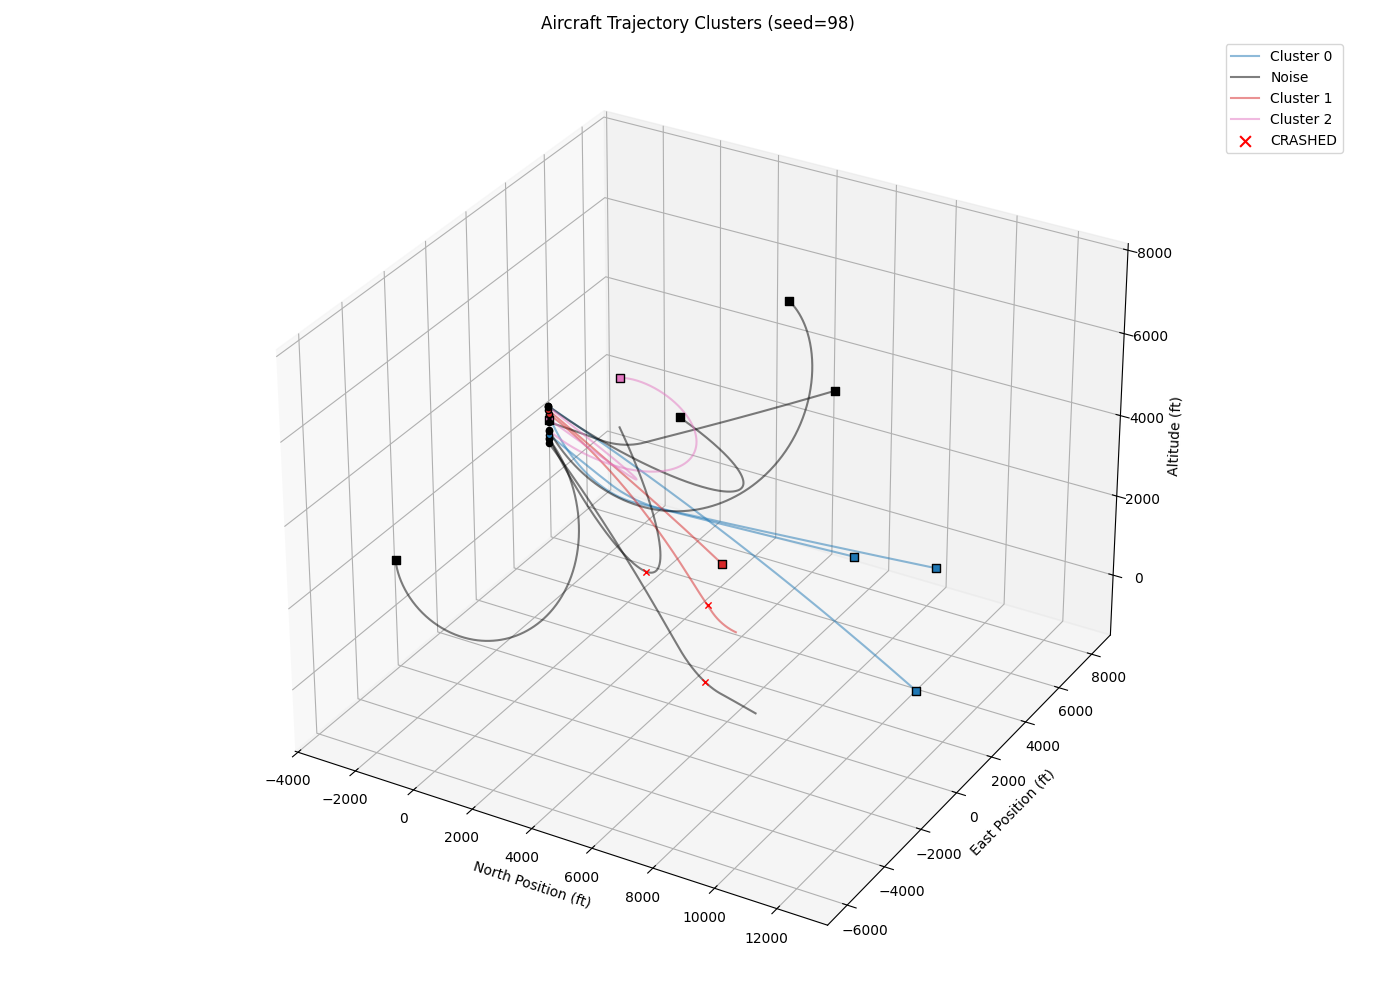 Aircraft Trajectory Clusters (seed=98)
Cluster 0
Noise
Cluster 1
Cluster 2
CRASHED
8000
6000
4000
2000
0
Altitude (ft)
−4000
−2000
0
2000
4000
6000
8000
10000
12000
North Position (ft)
−6000
−4000
−2000
0
2000
4000
6000
8000
East Position (ft)